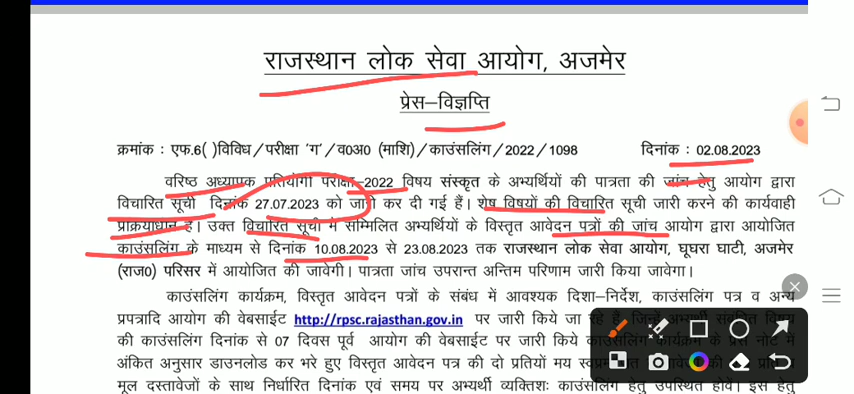 राजस्थान लोक सेवा आयोग, अजमेर
प्रेस–विज्ञप्ति
क्रमांक : एफ.6( )विविध/परीक्षा 'ग'/व0अ0 (माशि)/काउंसलिंग/2022/1098 दिनांक : 02.08.2023
वरिष्ठ अध्यापक प्रतियोगी परीक्षा–2022 विषय संस्कृत के अभ्यर्थियों की पात्रता की जांच हेतु आयोग द्वारा
विचारित सूची दिनांक 27.07.2023 को जारी कर दी गई हैं। शेष विषयों की विचारित सूची जारी करने की कार्यवाही
प्राक्रियाधीन है। उक्त विचारित सूची में सम्मिलित अभ्यर्थियों के विस्तृत आवेदन पत्रों की जांच आयोग द्वारा आयोजित
काउंसलिंग के माध्यम से दिनांक 10.08.2023 से 23.08.2023 तक राजस्थान लोक सेवा आयोग, घूघरा घाटी, अजमेर
(राज0) परिसर में आयोजित की जावेगी। पात्रता जांच उपरान्त अन्तिम परिणाम जारी किया जावेगा।
काउंसलिंग कार्यक्रम, विस्तृत आवेदन पत्रों के संबंध में आवश्यक दिशा–निर्देश, काउंसलिंग पत्र व अन्य
प्रपत्रादि आयोग की वेबसाईट http://rpsc.rajasthan.gov.in पर जारी किये जा
की काउंसलिंग दिनांक से 07 दिवस पूर्व आयोग की वेबसाईट पर जारी किये
अंकित अनुसार डाउनलोड कर भरे हुए विस्तृत आवेदन पत्र की दो प्रतियों मय
मूल दस्तावेजों के साथ निर्धारित दिनांक एवं समय पर अभ्यर्थी व्यक्तिशः काउंसलिंग हेतु उपस्थित होवें। इस हेतु